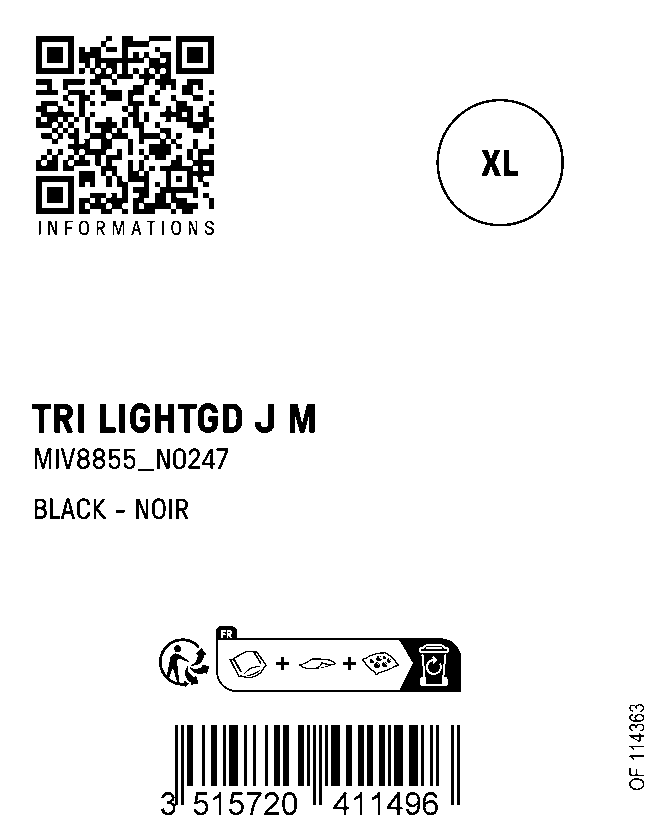 INFORMATIONS
XL
TRI LIGHTGD J M
MIV8855_N0247
BLACK - NOIR
FR
3 515720 411496
OF 114363